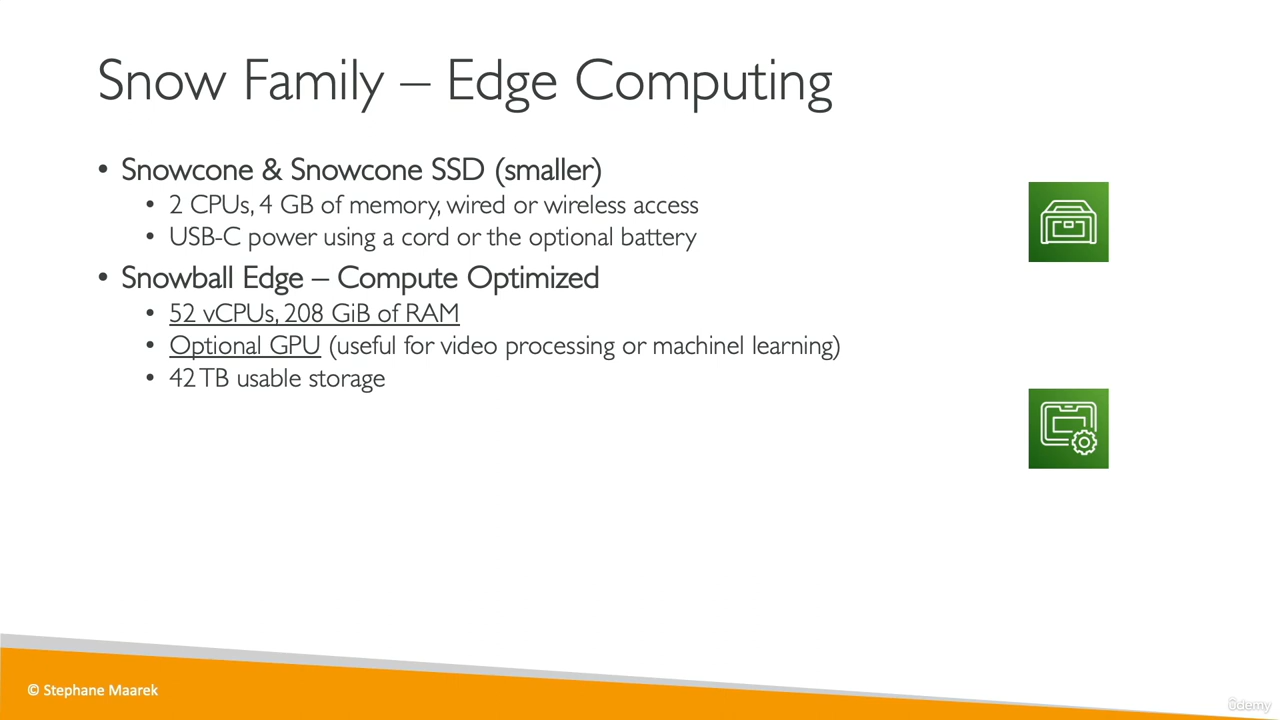 Snow Family – Edge Computing
• Snowcone & Snowcone SSD (smaller)
• 2 CPUs, 4 GB of memory, wired or wireless access
• USB-C power using a cord or the optional battery
• Snowball Edge – Compute Optimized
• 52 vCPUs, 208 GiB of RAM
• Optional GPU (useful for video processing or machinel learning)
• 42 TB usable storage
© Stephane Maarek
ûdemy